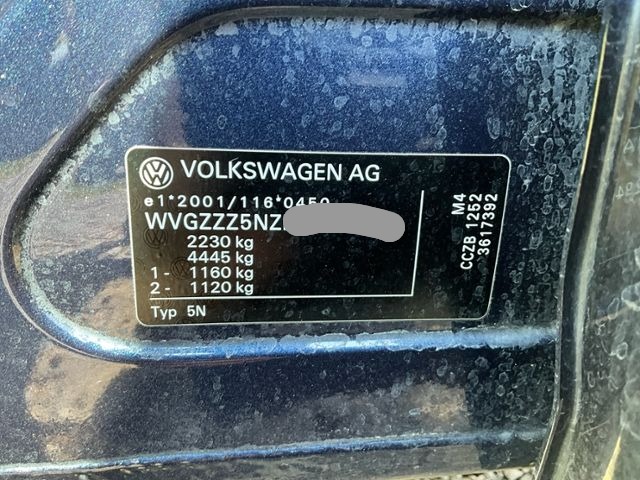 VOLKSWAGEN AG
e1*2001/116*0450
WVGZZZ5NZ
2230 kg
4445 kg
1- 1160 kg
2- 1120 kg
Typ 5N
M4
CCZB 1252
3617392